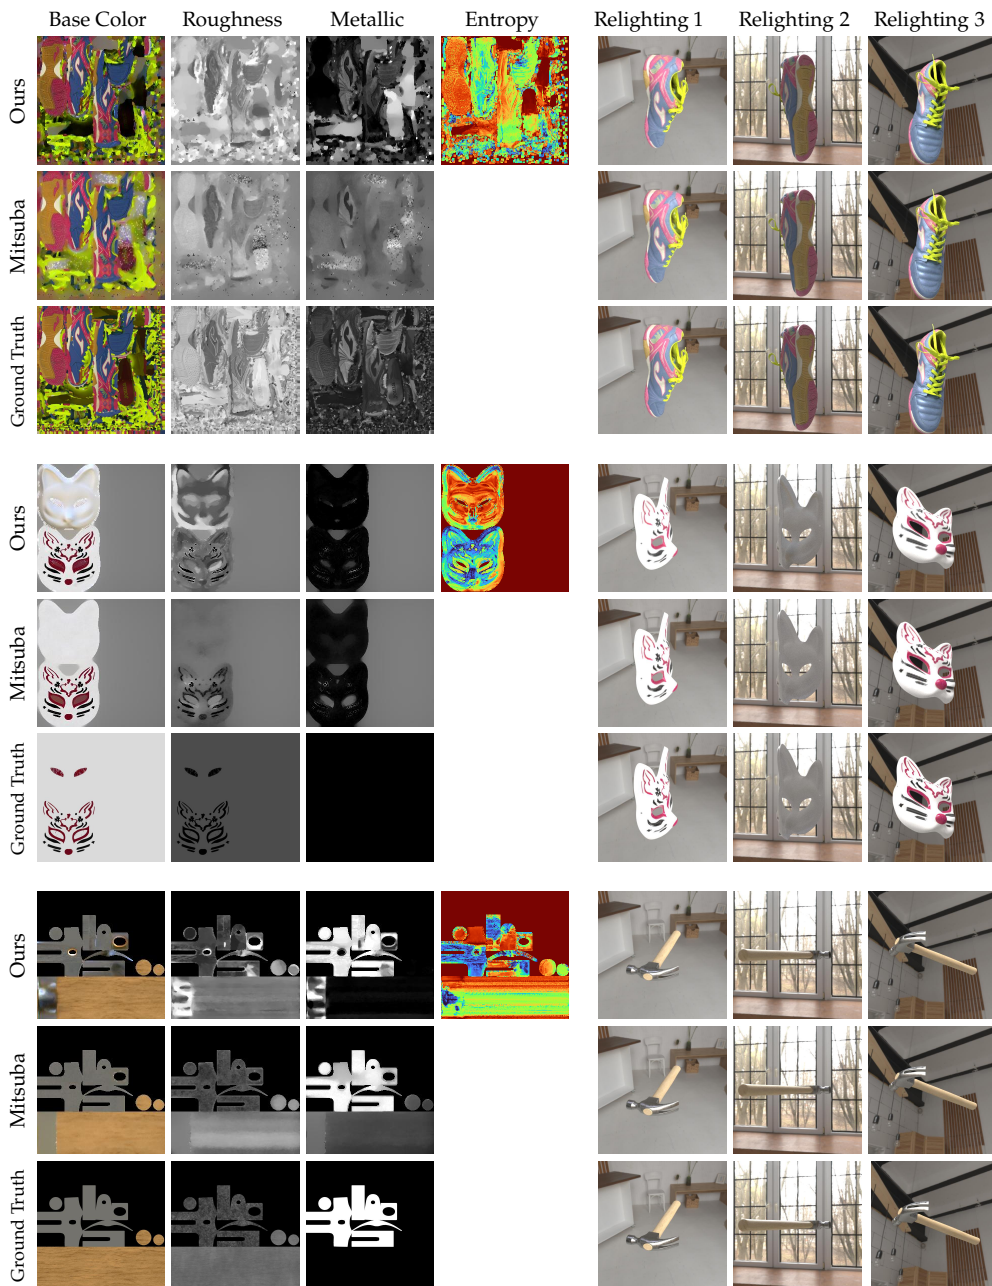 Base Color Roughness Metallic Entropy Relighting 1 Relighting 2 Relighting 3
Ours
Mitsuba
Ground Truth
Ours
Mitsuba
Ground Truth
Ours
Mitsuba
Ground Truth